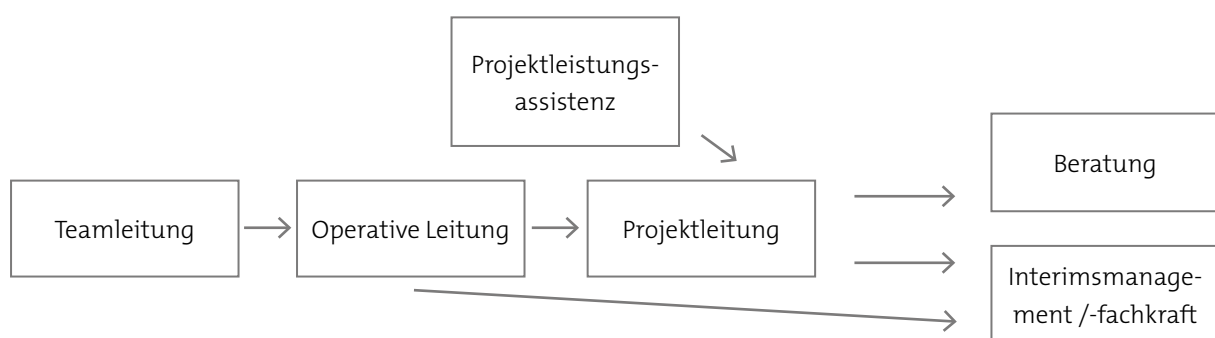 Projektleistungs-
assistenz
Beratung
Teamleitung
Operative Leitung
Projektleitung
Interimsmanage-
ment /-fachkraft